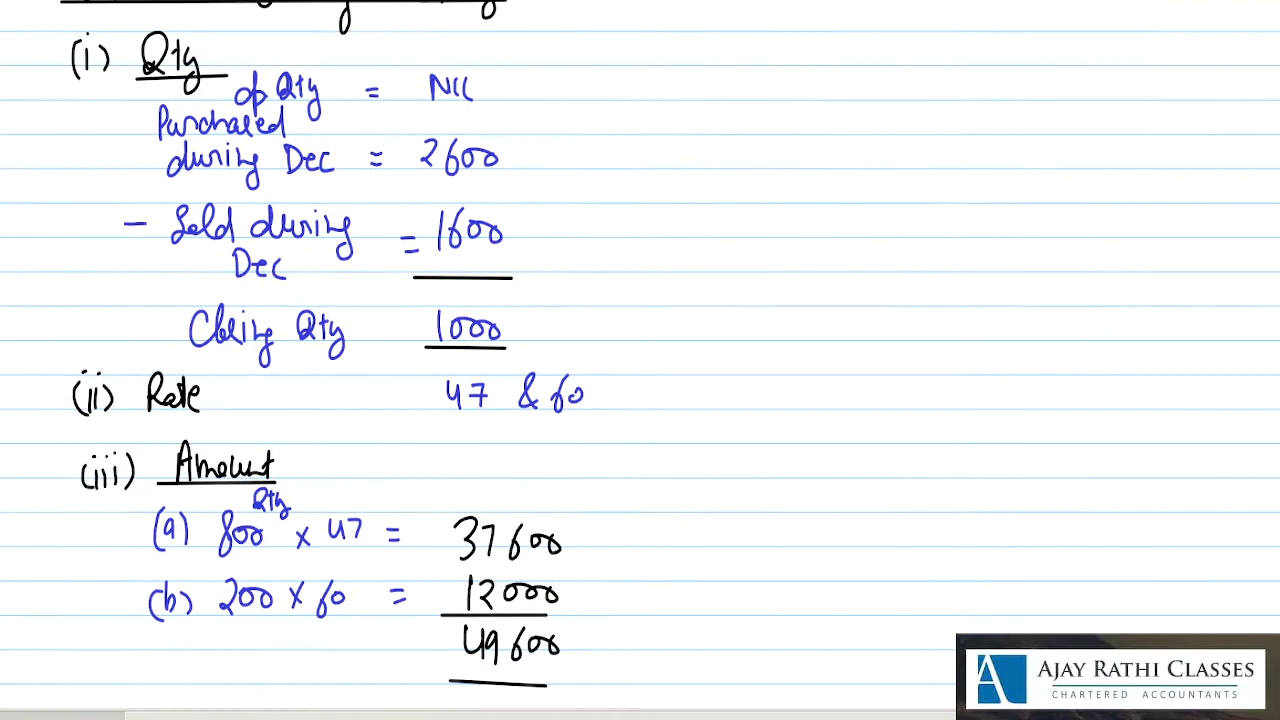 (i) Qty
op Qty = Nil
Purchased
during Dec = 2600
- Sold during = 1600
Dec
Closing Qty 1000
(ii) Rate 47 & 60
(iii) Amount
Qty
(a) 800 × 47 = 37600
(b) 200 × 60 = 12000
49600
AJAY RATHI CLASSES
CHARTERED ACCOUNTANTS